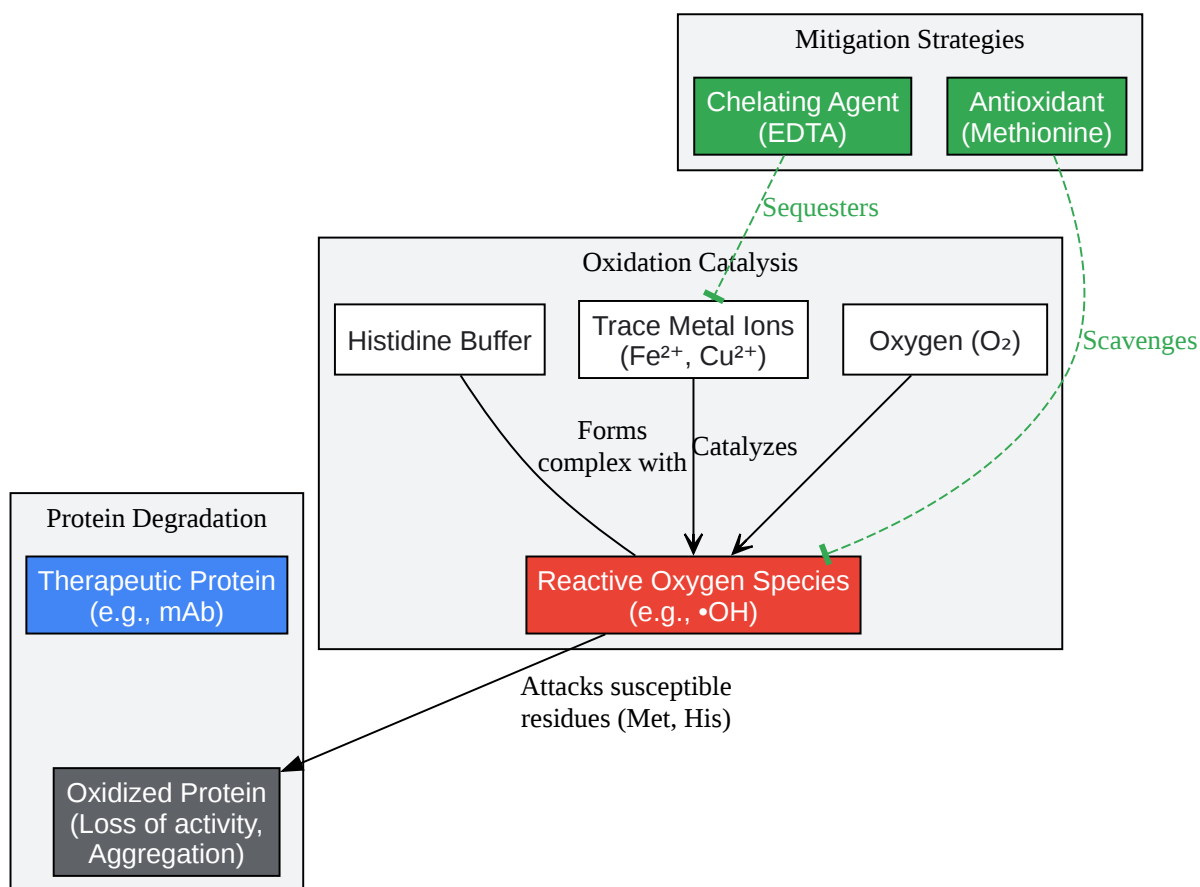 Mitigation Strategies
Chelating Agent
(EDTA)
Antioxidant
(Methionine)
Sequesters
Oxidation Catalysis
Histidine Buffer
Trace Metal Ions
(Fe²⁺, Cu²⁺)
Oxygen (O₂)
Scavenges
Forms
complex with
Catalyzes
Protein Degradation
Therapeutic Protein
(e.g., mAb)
Reactive Oxygen Species
(e.g., •OH)
Attacks susceptible
residues (Met, His)
Oxidized Protein
(Loss of activity,
Aggregation)